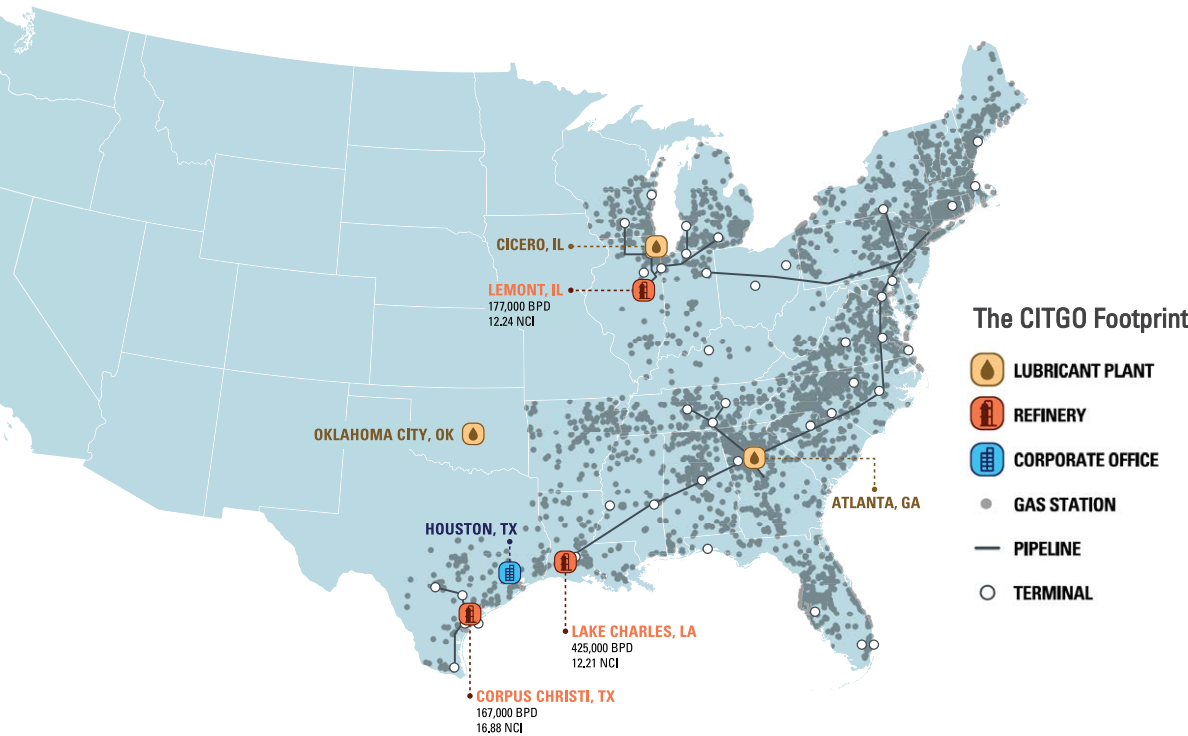 CICERO, IL
LEMONT, IL
177,000 BPD
12.24 NCI
The CITGO Footprint
LUBRICANT PLANT
REFINERY
CORPORATE OFFICE
GAS STATION
PIPELINE
TERMINAL
OKLAHOMA CITY, OK
ATLANTA, GA
HOUSTON, TX
LAKE CHARLES, LA
425,000 BPD
12.21 NCI
CORPUS CHRISTI, TX
167,000 BPD
16.88 NCI